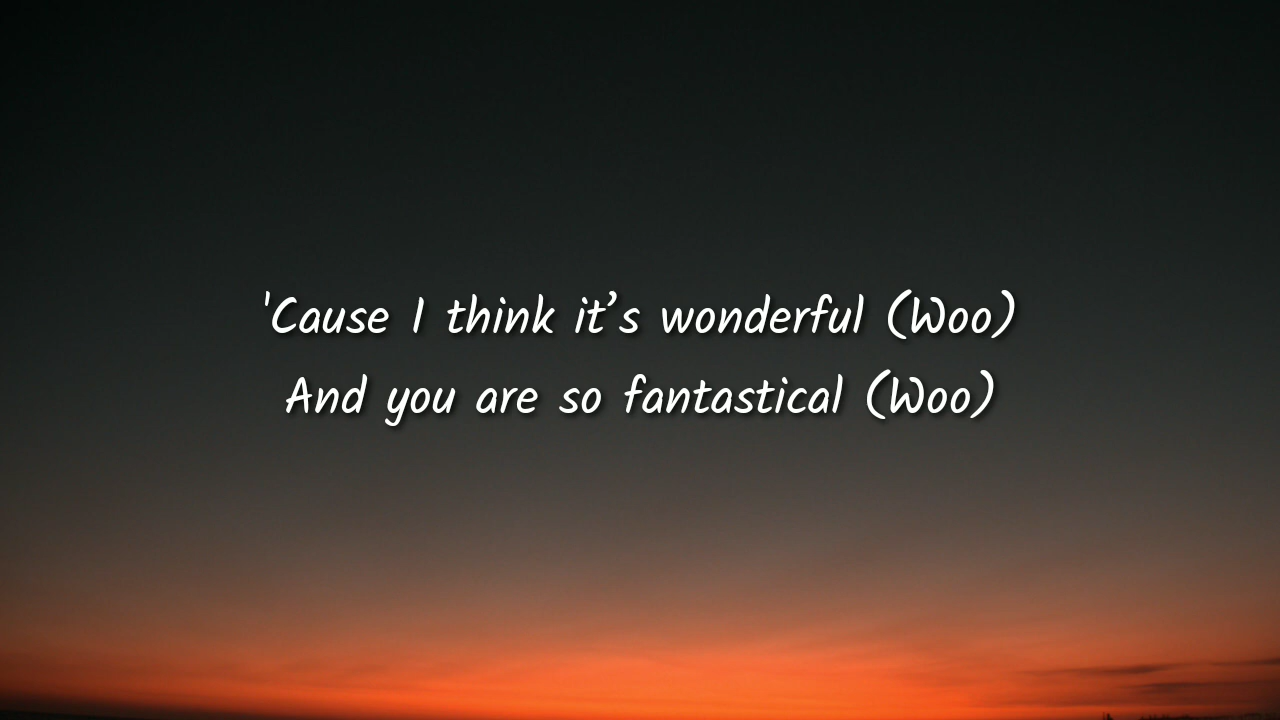 'Cause I think it’s wonderful (Woo)
And you are so fantastical (Woo)